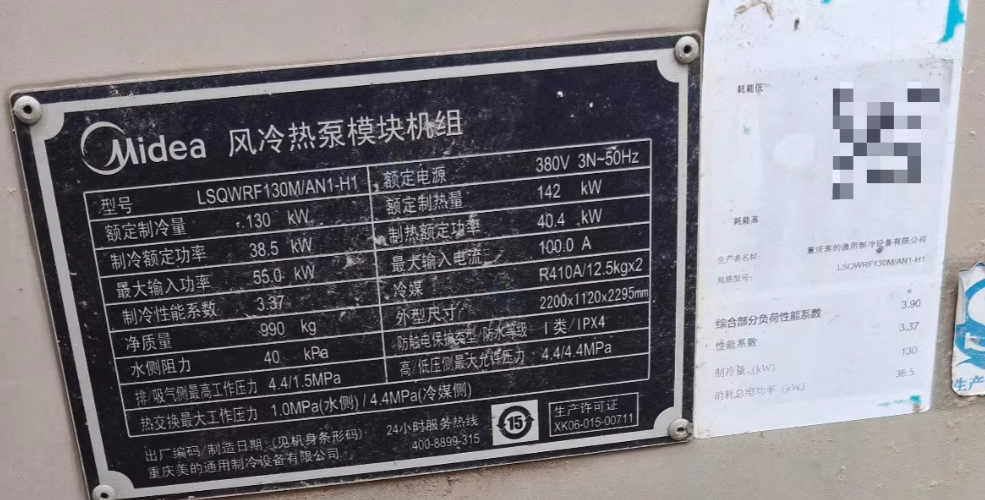 Midea 风冷热泵模块机组
型号 LSQWRF130M/AN1-H1 额定电源 380V 3N~50Hz
额定制冷量 130 kW 额定制热量 142 kW
制冷额定功率 38.5 kW 制热额定功率 40.4 kW
最大输入功率 55.0 kW 最大输入电流 100.0 A
制冷性能系数 3.37 冷媒 R410A/12.5kgx2
净质量 990 kg 外型尺寸 2200x1120x2295mm
水侧阻力 40 kPa 防触电保护类型/防水等级 I类/IPX4
排/吸气侧最高工作压力 4.4/1.5MPa 高/低压侧最大允许压力 4.4/4.4MPa
热交换最大工作压力 1.0MPa(水侧)/4.4MPa(冷媒侧)
出厂编码/制造日期:(见机身条形码) 24小时服务热线 15 生产许可证
重庆美的通用制冷设备有限公司 400-8899-315 XK06-015-00711
耗能低
耗能高
生产者名称: 重庆美的通用制冷设备有限公司
规格型号: LSQWRF130M/AN1-H1
综合部分负荷性能系数 3.90
性能系数 3.37
制冷量 (kW) 130
消耗总电功率 (kW) 38.5
生产